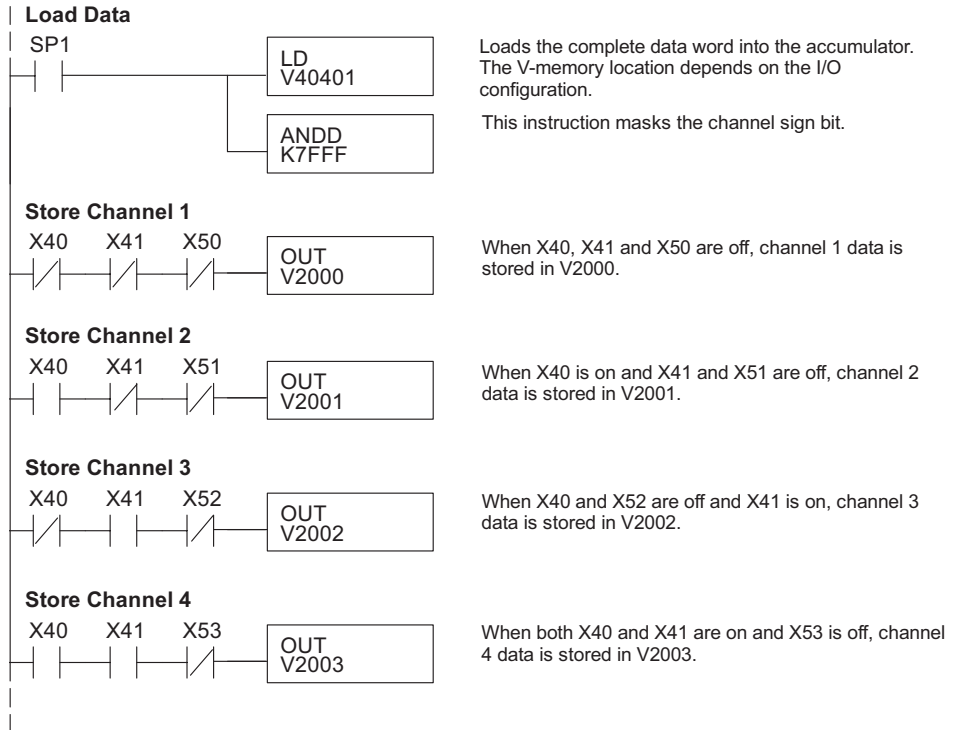 Load Data
SP1
LD
V40401
Loads the complete data word into the accumulator.
The V-memory location depends on the I/O
configuration.
ANDD
K7FFF
This instruction masks the channel sign bit.
Store Channel 1
X40 X41 X50
OUT
V2000
When X40, X41 and X50 are off, channel 1 data is
stored in V2000.
Store Channel 2
X40 X41 X51
OUT
V2001
When X40 is on and X41 and X51 are off, channel 2
data is stored in V2001.
Store Channel 3
X40 X41 X52
OUT
V2002
When X40 and X52 are off and X41 is on, channel 3
data is stored in V2002.
Store Channel 4
X40 X41 X53
OUT
V2003
When both X40 and X41 are on and X53 is off, channel
4 data is stored in V2003.